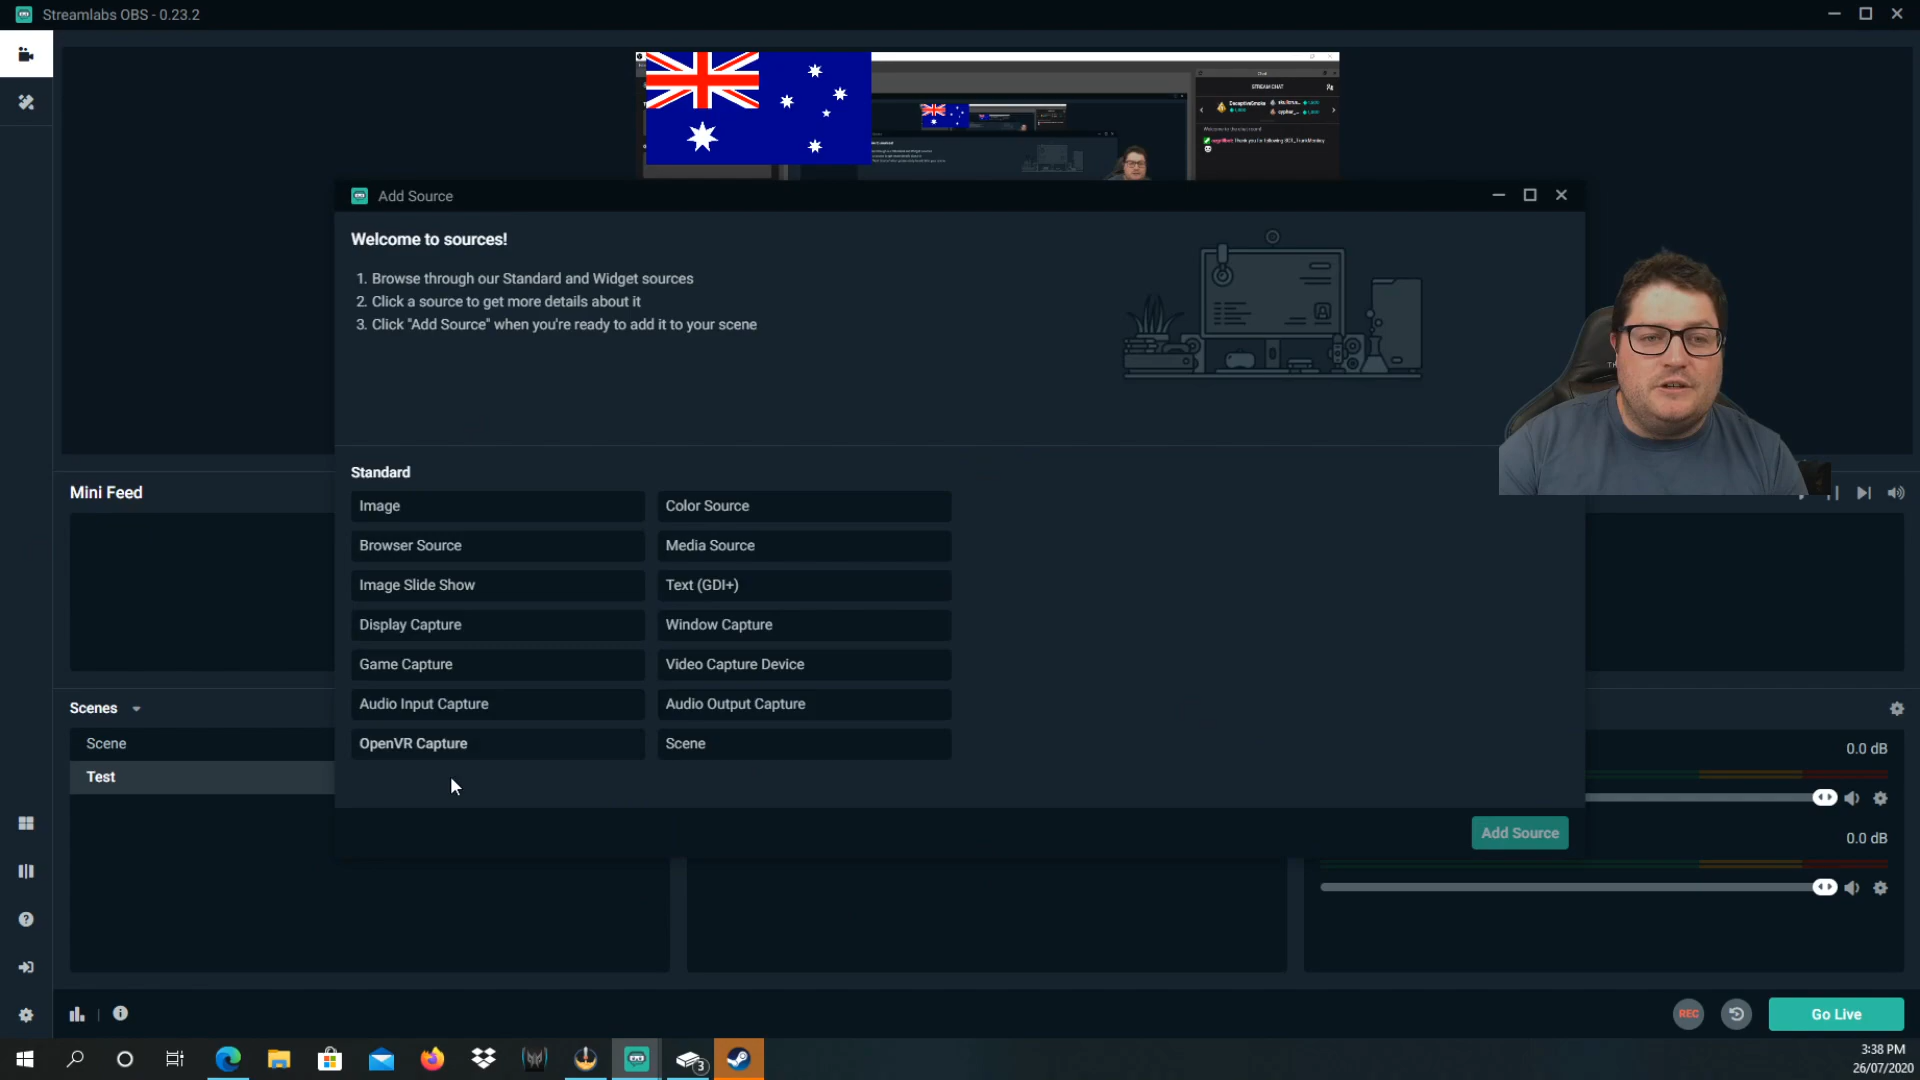 Streamlabs OBS - 0.23.2
Chat
STREAM CHAT
Add Source
Welcome to sources!
1. Browse through our Standard and Widget sources
2. Click a source to get more details about it
3. Click "Add Source" when you're ready to add it to your scene
Standard
Image
Color Source
Browser Source
Media Source
Image Slide Show
Text (GDI+)
Display Capture
Window Capture
Game Capture
Video Capture Device
Audio Input Capture
Audio Output Capture
OpenVR Capture
Scene
Add Source
Mini Feed
Scenes
Scene
Test
0.0 dB
0.0 dB
REC
Go Live
3
3:38 PM
26/07/2020